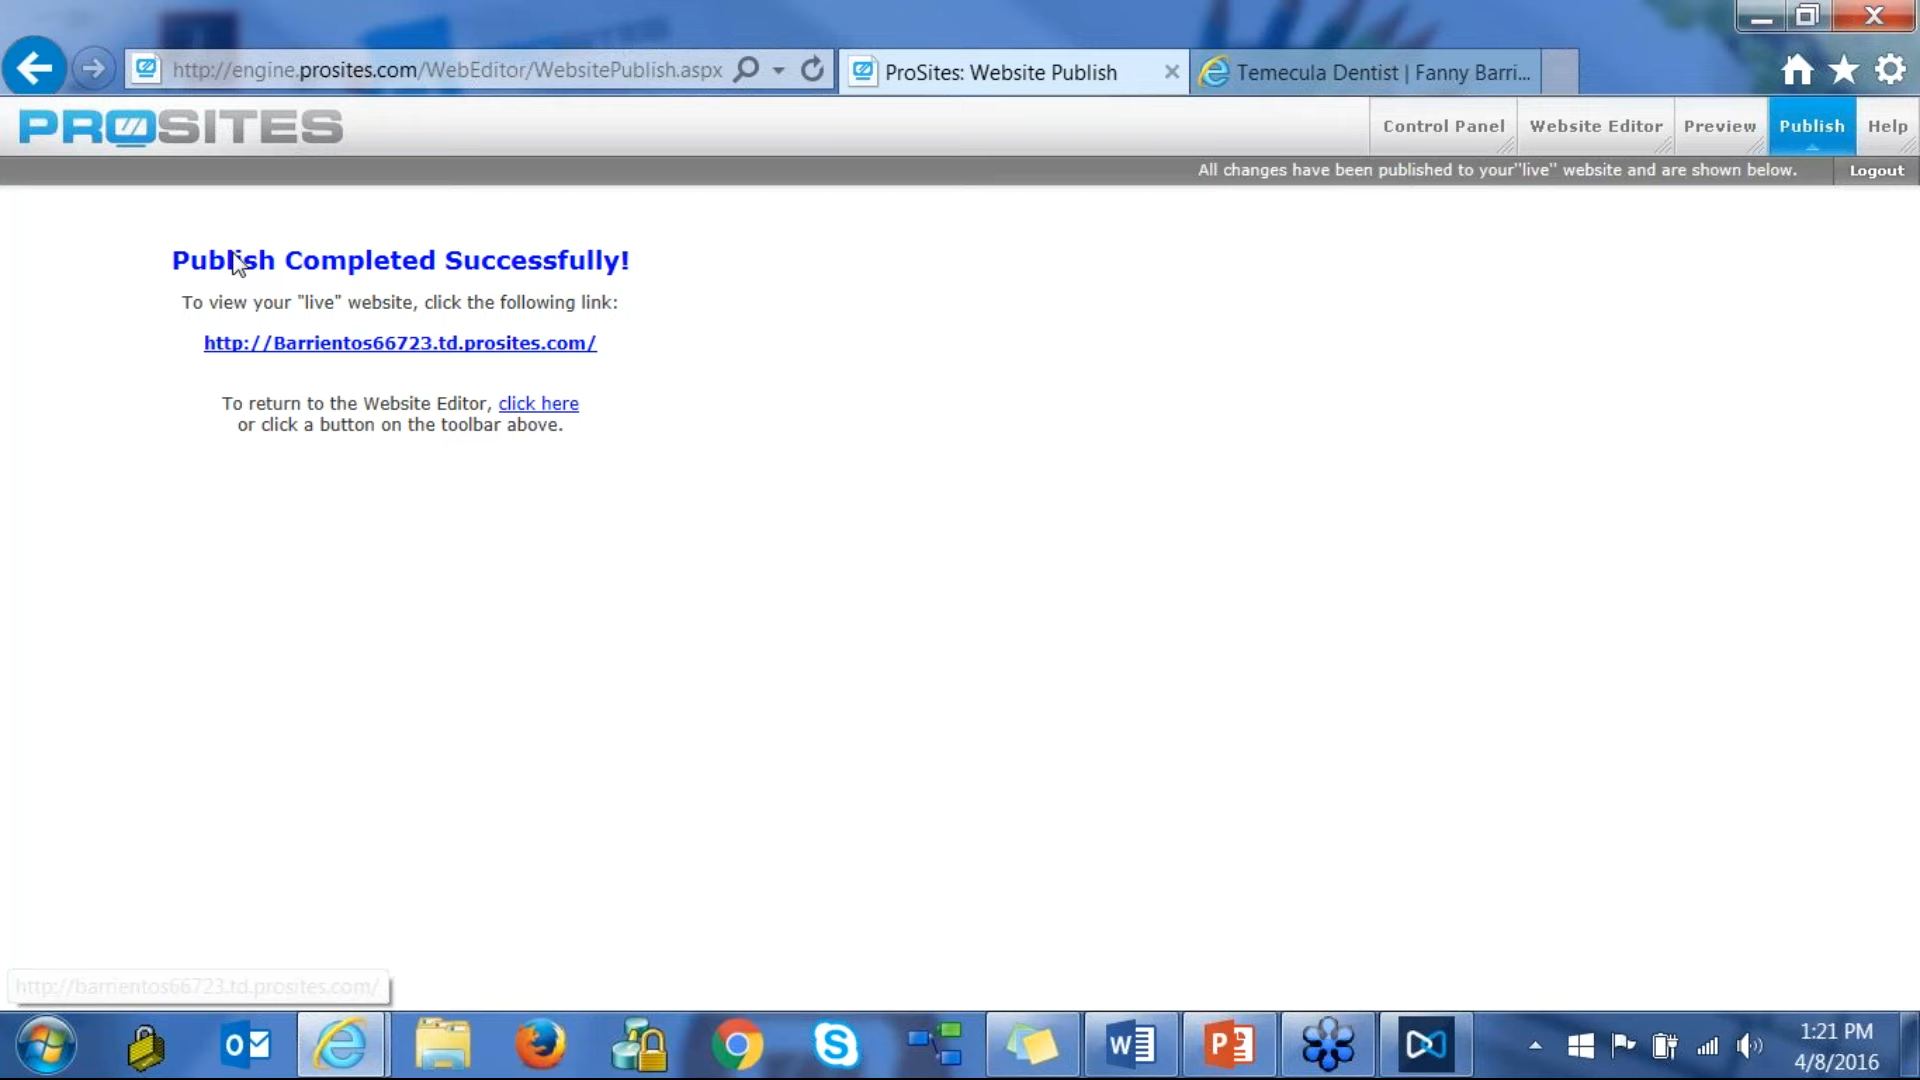 http://engine.prosites.com/WebEditor/WebsitePublish.aspx
ProSites: Website Publish
Temecula Dentist | Fanny Barri...
PROSITES
Control Panel
Website Editor
Preview
Publish
Help
All changes have been published to your"live" website and are shown below.
Logout
Publish Completed Successfully!
To view your "live" website, click the following link:
http://Barrientos66723.td.prosites.com/
To return to the Website Editor, click here
or click a button on the toolbar above.
http://barrientos66723.td.prosites.com/
1:21 PM
4/8/2016